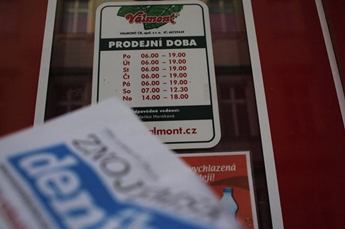 Valmont
PRODEJNÍ DOBA
Po 06.00 - 19.00
Út 06.00 - 19.00
St 06.00 - 19.00
Čt 06.00 - 19.00
Pá 06.00 - 19.00
So 07.00 - 12.30
Ne 14.00 - 18.00
valmont.cz
vychlazená
ZNOJ
deník